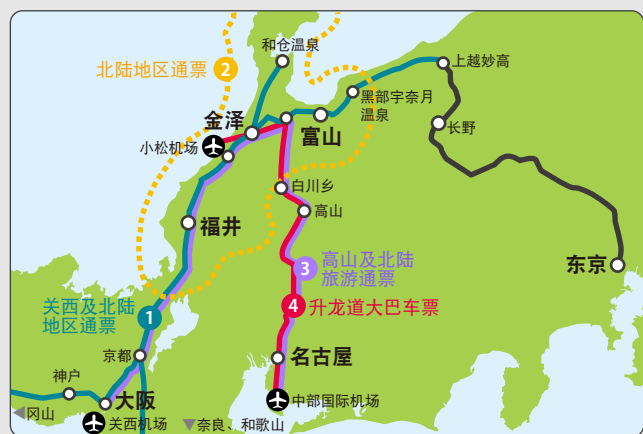 和仓温泉
北陆地区通票 2
上越妙高
黑部宇奈月
温泉
金泽
富山
长野
小松机场
白川乡
高山
福井
3 高山及北陆
旅游通票
东京
4 升龙道大巴车票
关西及北陆
地区通票 1
京都
名古屋
神户
大阪
中部国际机场
冈山
关西机场
奈良、和歌山